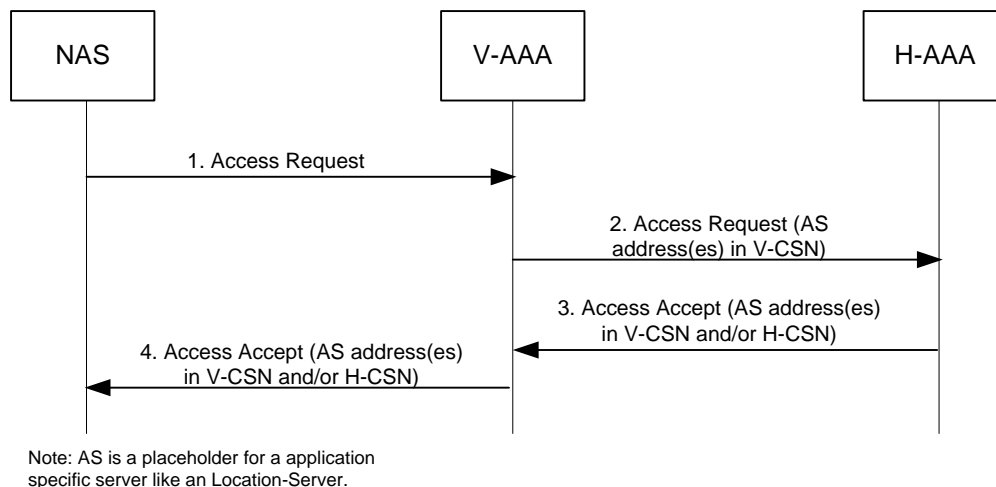 NAS
V-AAA
H-AAA
1. Access Request
2. Access Request (AS
address(es) in V-CSN)
3. Access Accept (AS address(es)
in V-CSN and/or H-CSN)
4. Access Accept (AS address(es)
in V-CSN and/or H-CSN)
Note: AS is a placeholder for a application
specific server like an Location-Server.